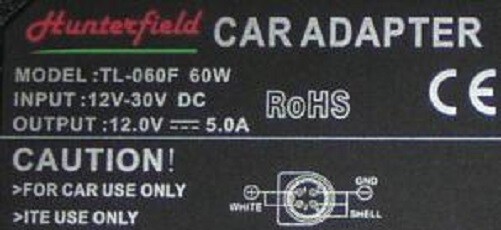 Hunterfield CAR ADAPTER
MODEL :TL-060F 60W
INPUT :12V-30V DC
RoHS CE
OUTPUT :12.0V ⎓ 5.0A
CAUTION!
>FOR CAR USE ONLY
>ITE USE ONLY
WHITE
GND
SHELL